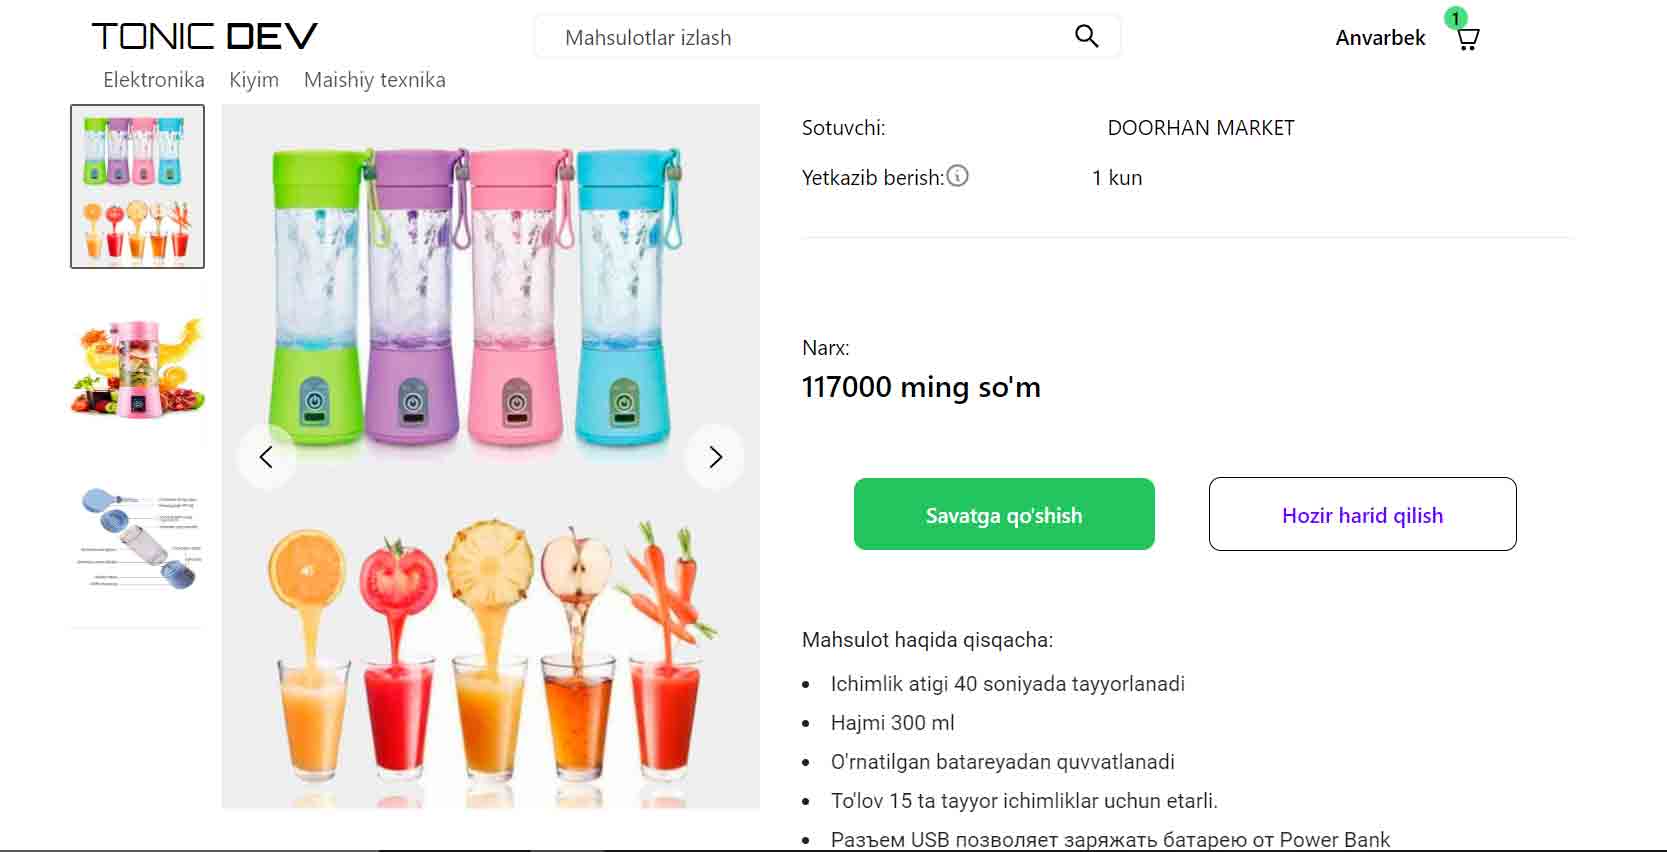 TONIC DEV
Mahsulotlar izlash
Anvarbek
1
Elektronika Kiyim Maishiy texnika
Sotuvchi: DOORHAN MARKET
Yetkazib berish: 1 kun
Narx:
117000 ming so'm
Savatga qo'shish
Hozir harid qilish
Mahsulot haqida qisqacha:
Ichimlik atigi 40 soniyada tayyorlanadi
Hajmi 300 ml
O'rnatilgan batareyadan quvvatlanadi
To'lov 15 ta tayyor ichimliklar uchun etarli.
Разъем USB позволяет заряжать батарею от Power Bank